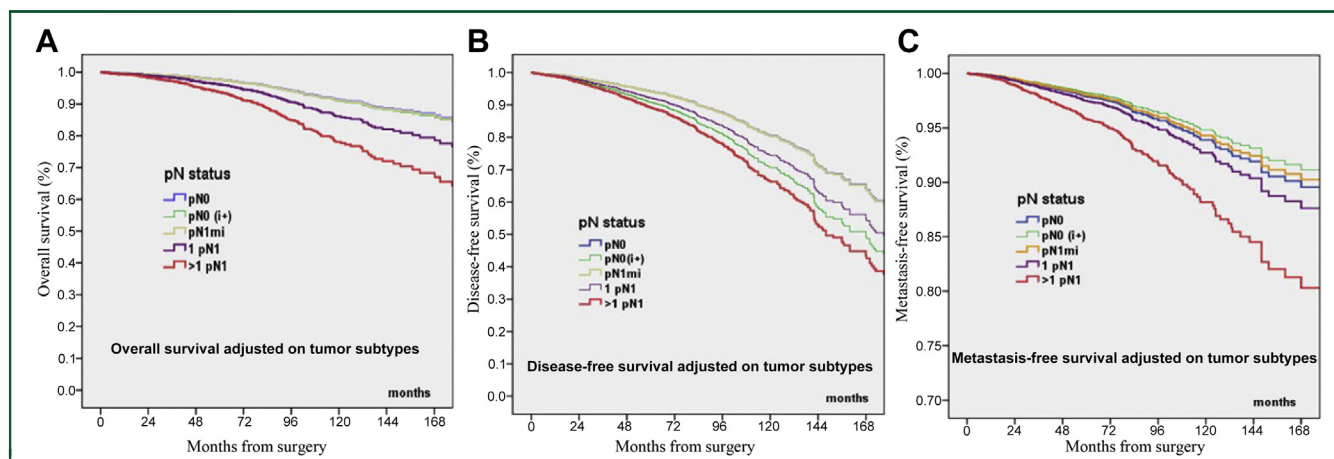 A
Overall survival (%)
1.0
0.9
0.8
0.7
0.6
0.5
0.4
0.3
0.2
0.1
0.0
pN status
pN0
pN0 (i+)
pN1mi
1 pN1
>1 pN1
Overall survival adjusted on tumor subtypes
months
0 24 48 72 96 120 144 168
Months from surgery
B
Disease-free survival (%)
1.0
0.9
0.8
0.7
0.6
0.5
0.4
0.3
0.2
0.1
0.0
pN status
pN0
pN0(i+)
pN1mi
1 pN1
>1 pN1
Disease-free survival adjusted on tumor subtypes
months
0 24 48 72 96 120 144 168
Months from surgery
C
Metastasis-free survival (%)
1.00
0.95
0.90
0.85
0.80
0.75
0.70
pN status
pN0
pN0 (i+)
pN1mi
1 pN1
>1 pN1
Metastasis-free survival adjusted on tumor subtypes
months
0 24 48 72 96 120 144 168
Months from surgery